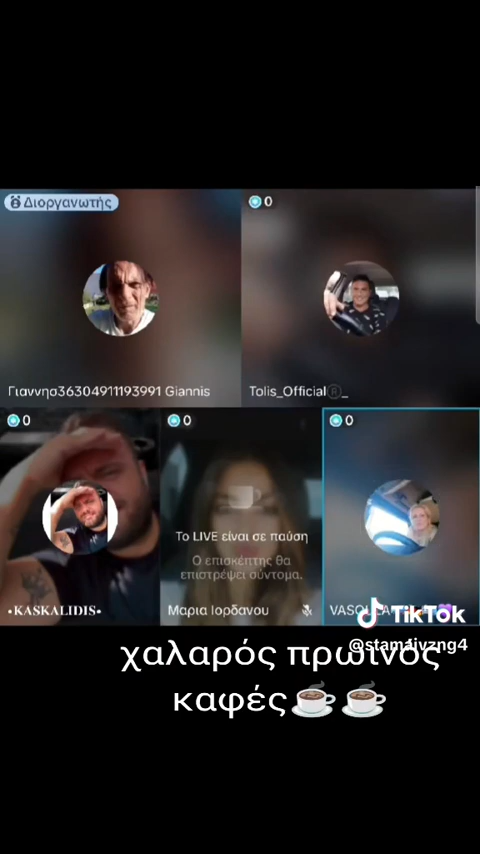 Διοργανωτής
0
Γιαννησ36304911193991 Giannis
Tolis_Official®_
0
0
0
Το LIVE είναι σε παύση
Ο επισκέπτης θα
επιστρέψει σύντομα.
•KASKALIDIS•
Μαρια Ιορδανου
TikTok
@stamaivzng4
χαλαρός πρωινός
καφές☕☕